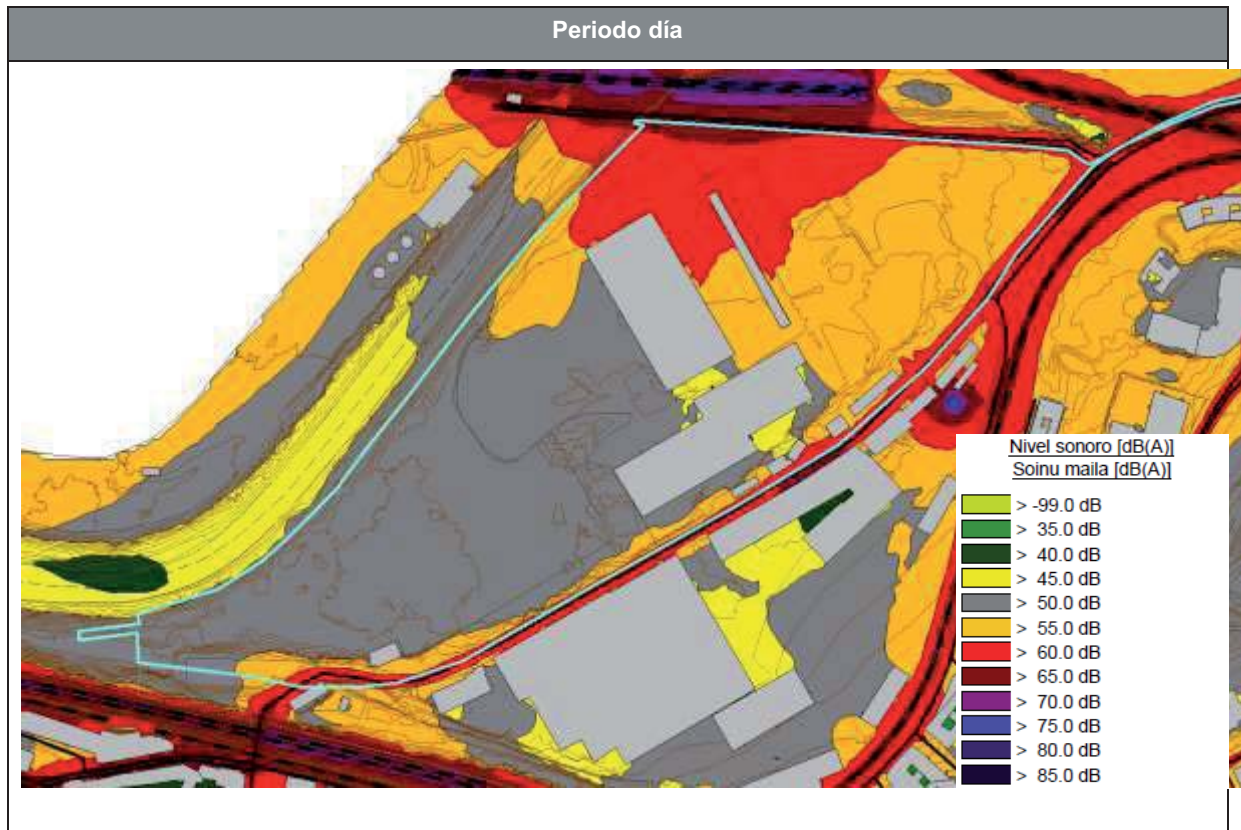 Periodo día
Nivel sonoro [dB(A)]
Soinu maila [dB(A)]
> -99.0 dB
> 35.0 dB
> 40.0 dB
> 45.0 dB
> 50.0 dB
> 55.0 dB
> 60.0 dB
> 65.0 dB
> 70.0 dB
> 75.0 dB
> 80.0 dB
> 85.0 dB